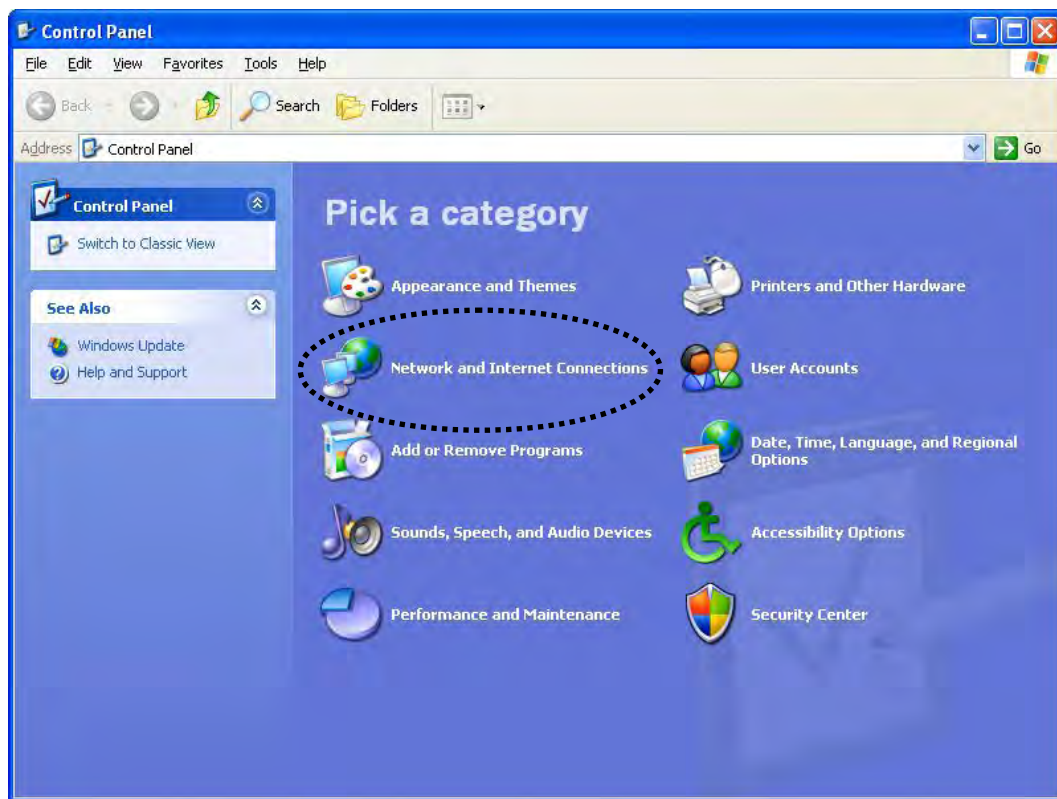 Control Panel
File Edit View Favorites Tools Help
Back Search Folders
Address Control Panel Go
Control Panel
Switch to Classic View
See Also
Windows Update
Help and Support
Pick a category
Appearance and Themes
Printers and Other Hardware
Network and Internet Connections
User Accounts
Add or Remove Programs
Date, Time, Language, and Regional
Options
Sounds, Speech, and Audio Devices
Accessibility Options
Performance and Maintenance
Security Center